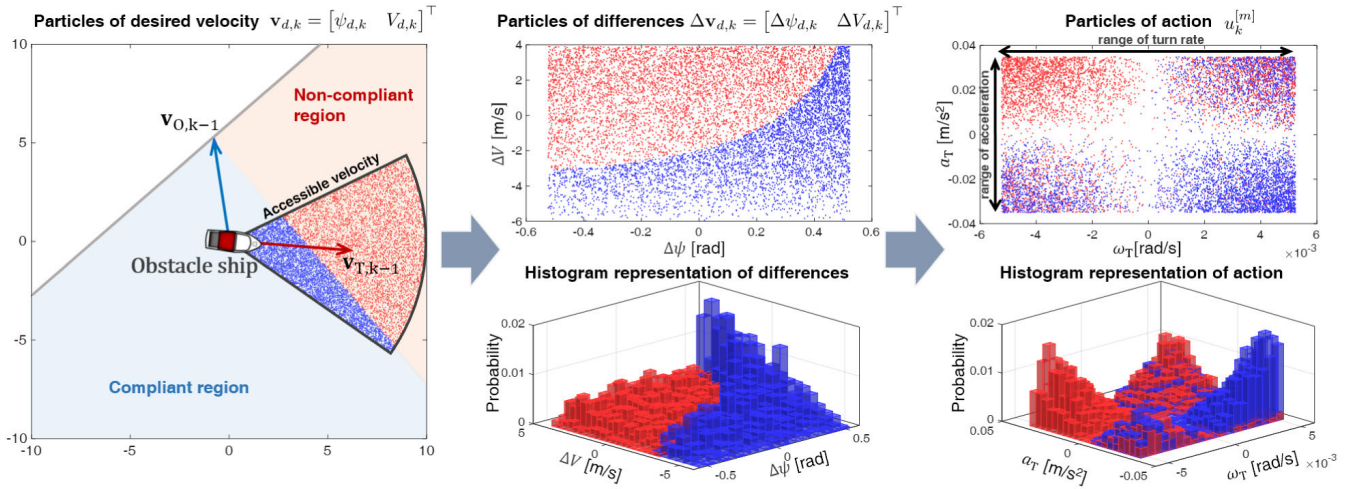 Particles of desired velocity v_{d,k} = [ψ_{d,k} V_{d,k}]^⊤
10
5
0
-5
-10
-10
-5
0
5
10
Non-compliant
region
v_{O,k−1}
Accessible velocity
v_{T,k−1}
Obstacle ship
Compliant region
Particles of differences Δv_{d,k} = [Δψ_{d,k} ΔV_{d,k}]^⊤
ΔV [m/s]
4
2
0
-2
-4
-6
-0.6
-0.4
-0.2
0
0.2
0.4
0.6
Δψ [rad]
Histogram representation of differences
Probability
0.02
0.01
0
5
0
-5
ΔV [m/s]
-0.5
0
0.5
Δψ [rad]
Particles of action u_k^{[m]}
range of turn rate
range of acceleration
a_T [m/s²]
0.04
0.02
0
-0.02
-0.04
-6
-4
-2
0
2
4
6
ω_T[rad/s]
×10⁻³
Histogram representation of action
Probability
0.02
0.01
0
0.05
0
-0.05
a_T [m/s²]
-5
0
5
ω_T [rad/s]
×10⁻³